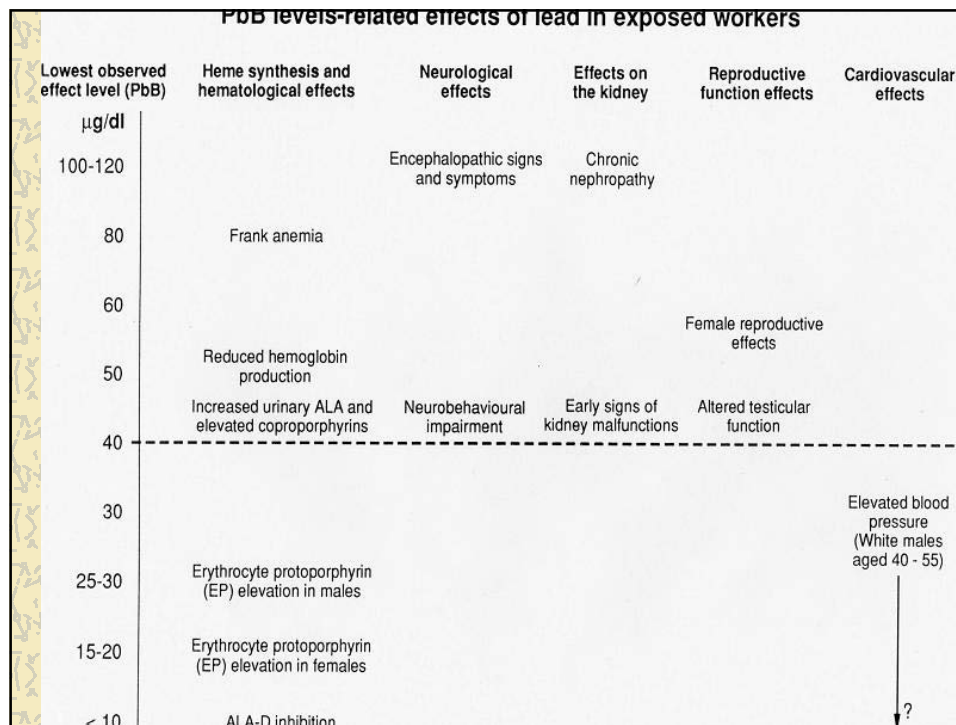 PbB levels-related effects of lead in exposed workers
Lowest observed
effect level (PbB)
Heme synthesis and
hematological effects
Neurological
effects
Effects on
the kidney
Reproductive
function effects
Cardiovascular
effects
µg/dl
100-120
Encephalopathic signs
and symptoms
Chronic
nephropathy
80
Frank anemia
60
Female reproductive
effects
Reduced hemoglobin
production
50
Increased urinary ALA and
elevated coproporphyrins
Neurobehavioural
impairment
Early signs of
kidney malfunctions
Altered testicular
function
40
30
Elevated blood
pressure
(White males
aged 40 - 55)
25-30
Erythrocyte protoporphyrin
(EP) elevation in males
15-20
Erythrocyte protoporphyrin
(EP) elevation in females
< 10
ALA-D inhibition
?